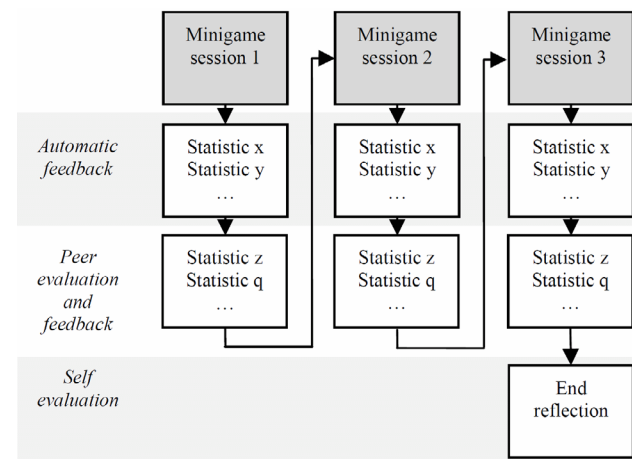 Minigame
session 1
Minigame
session 2
Minigame
session 3
Automatic
feedback
Statistic x
Statistic y
...
Statistic x
Statistic y
...
Statistic x
Statistic y
...
Peer
evaluation
and
feedback
Statistic z
Statistic q
...
Statistic z
Statistic q
...
Statistic z
Statistic q
...
Self
evaluation
End
reflection